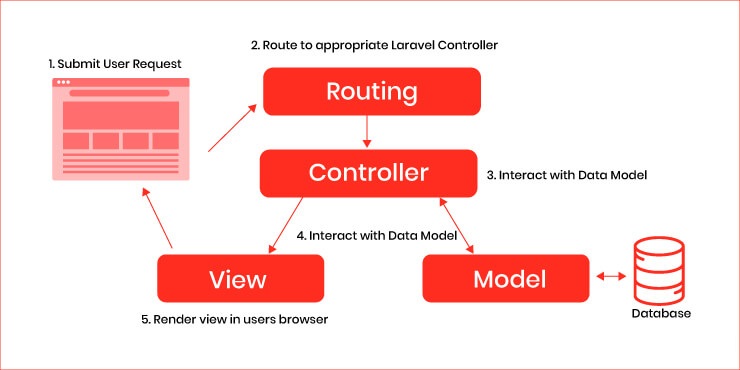 2. Route to appropriate Laravel Controller
1. Submit User Request
Routing
Controller
3. Interact with Data Model
4. Interact with Data Model
View
Model
5. Render view in users browser
Database